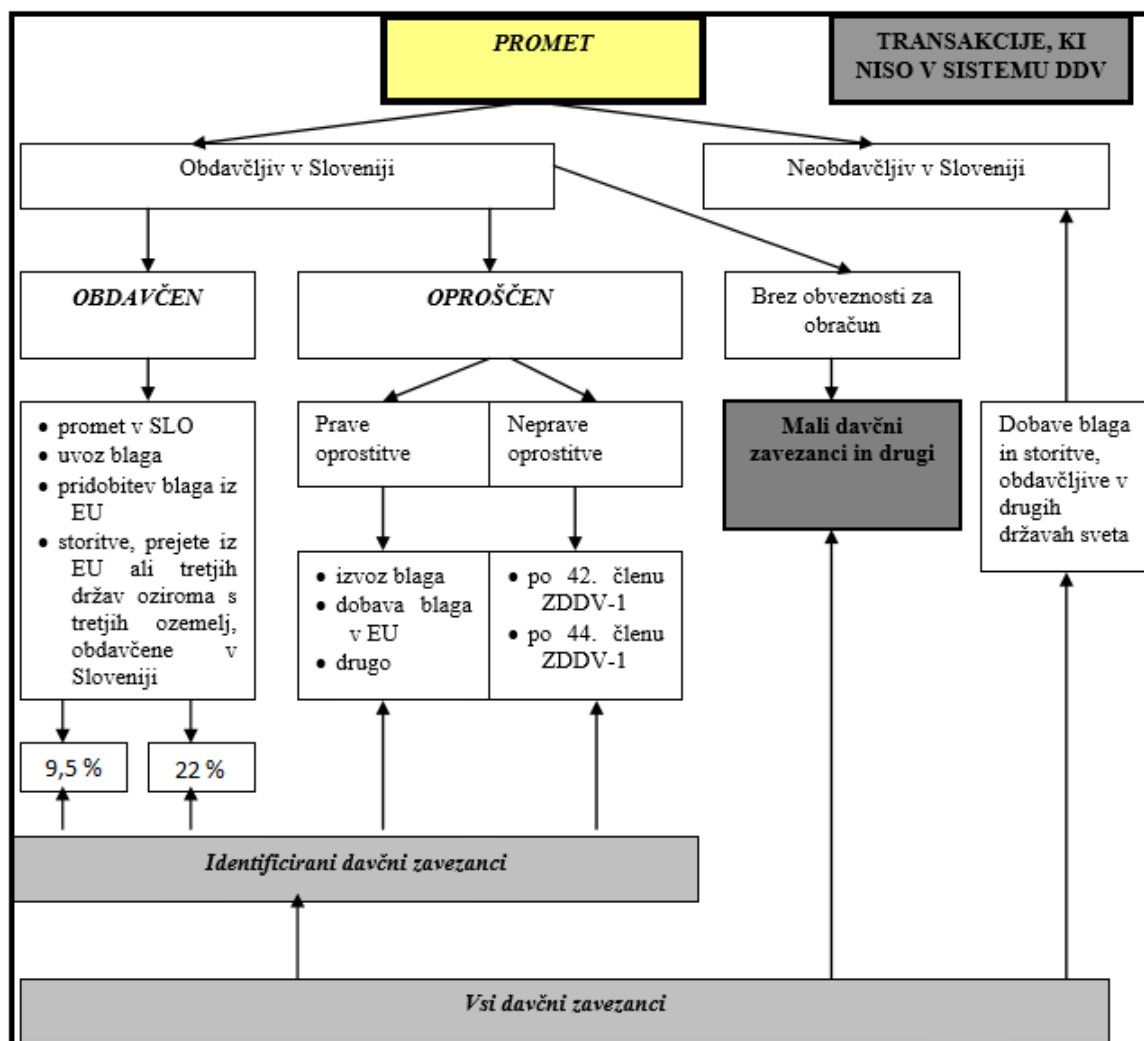 PROMET
TRANSAKCIJE, KI
NISO V SISTEMU DDV
Obdavčljiv v Sloveniji
Neobdavčljiv v Sloveniji
OBDAVČEN
OPROŠČEN
Brez obveznosti za
obračun
• promet v SLO
• uvoz blaga
• pridobitev blaga iz
EU
• storitve, prejete iz
EU ali tretjih
držav oziroma s
tretjih ozemelj,
obdavčene v
Sloveniji
Prave
oprostitve
Neprave
oprostitve
Mali davčni
zavezanci in drugi
Dobave blaga
in storitve,
obdavčljive v
drugih
državah sveta
• izvoz blaga
• dobava blaga
v EU
• drugo
• po 42. členu
ZDDV-1
• po 44. členu
ZDDV-1
9,5 %
22 %
Identificirani davčni zavezanci
Vsi davčni zavezanci